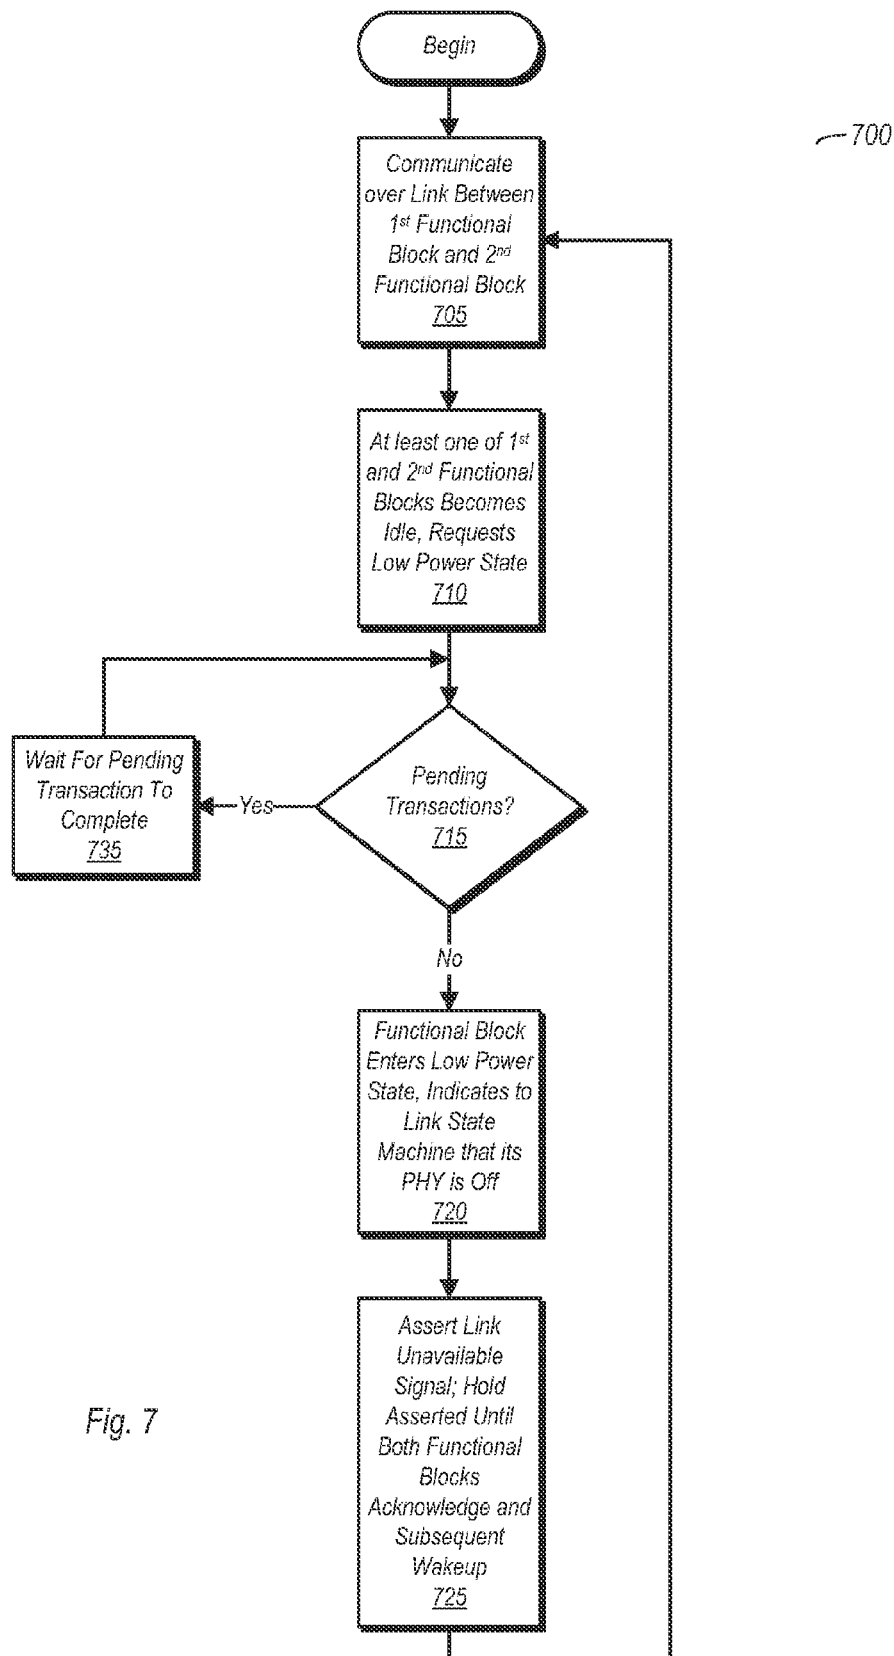 Begin
700
Communicate
over Link Between
1st Functional
Block and 2nd
Functional Block
705
At least one of 1st
and 2nd Functional
Blocks Becomes
Idle, Requests
Low Power State
710
Wait For Pending
Transaction To
Complete
735
Yes
Pending
Transactions?
715
No
Functional Block
Enters Low Power
State, Indicates to
Link State
Machine that its
PHY is Off
720
Assert Link
Unavailable
Signal; Hold
Asserted Until
Both Functional
Blocks
Acknowledge and
Subsequent
Wakeup
725
Fig. 7